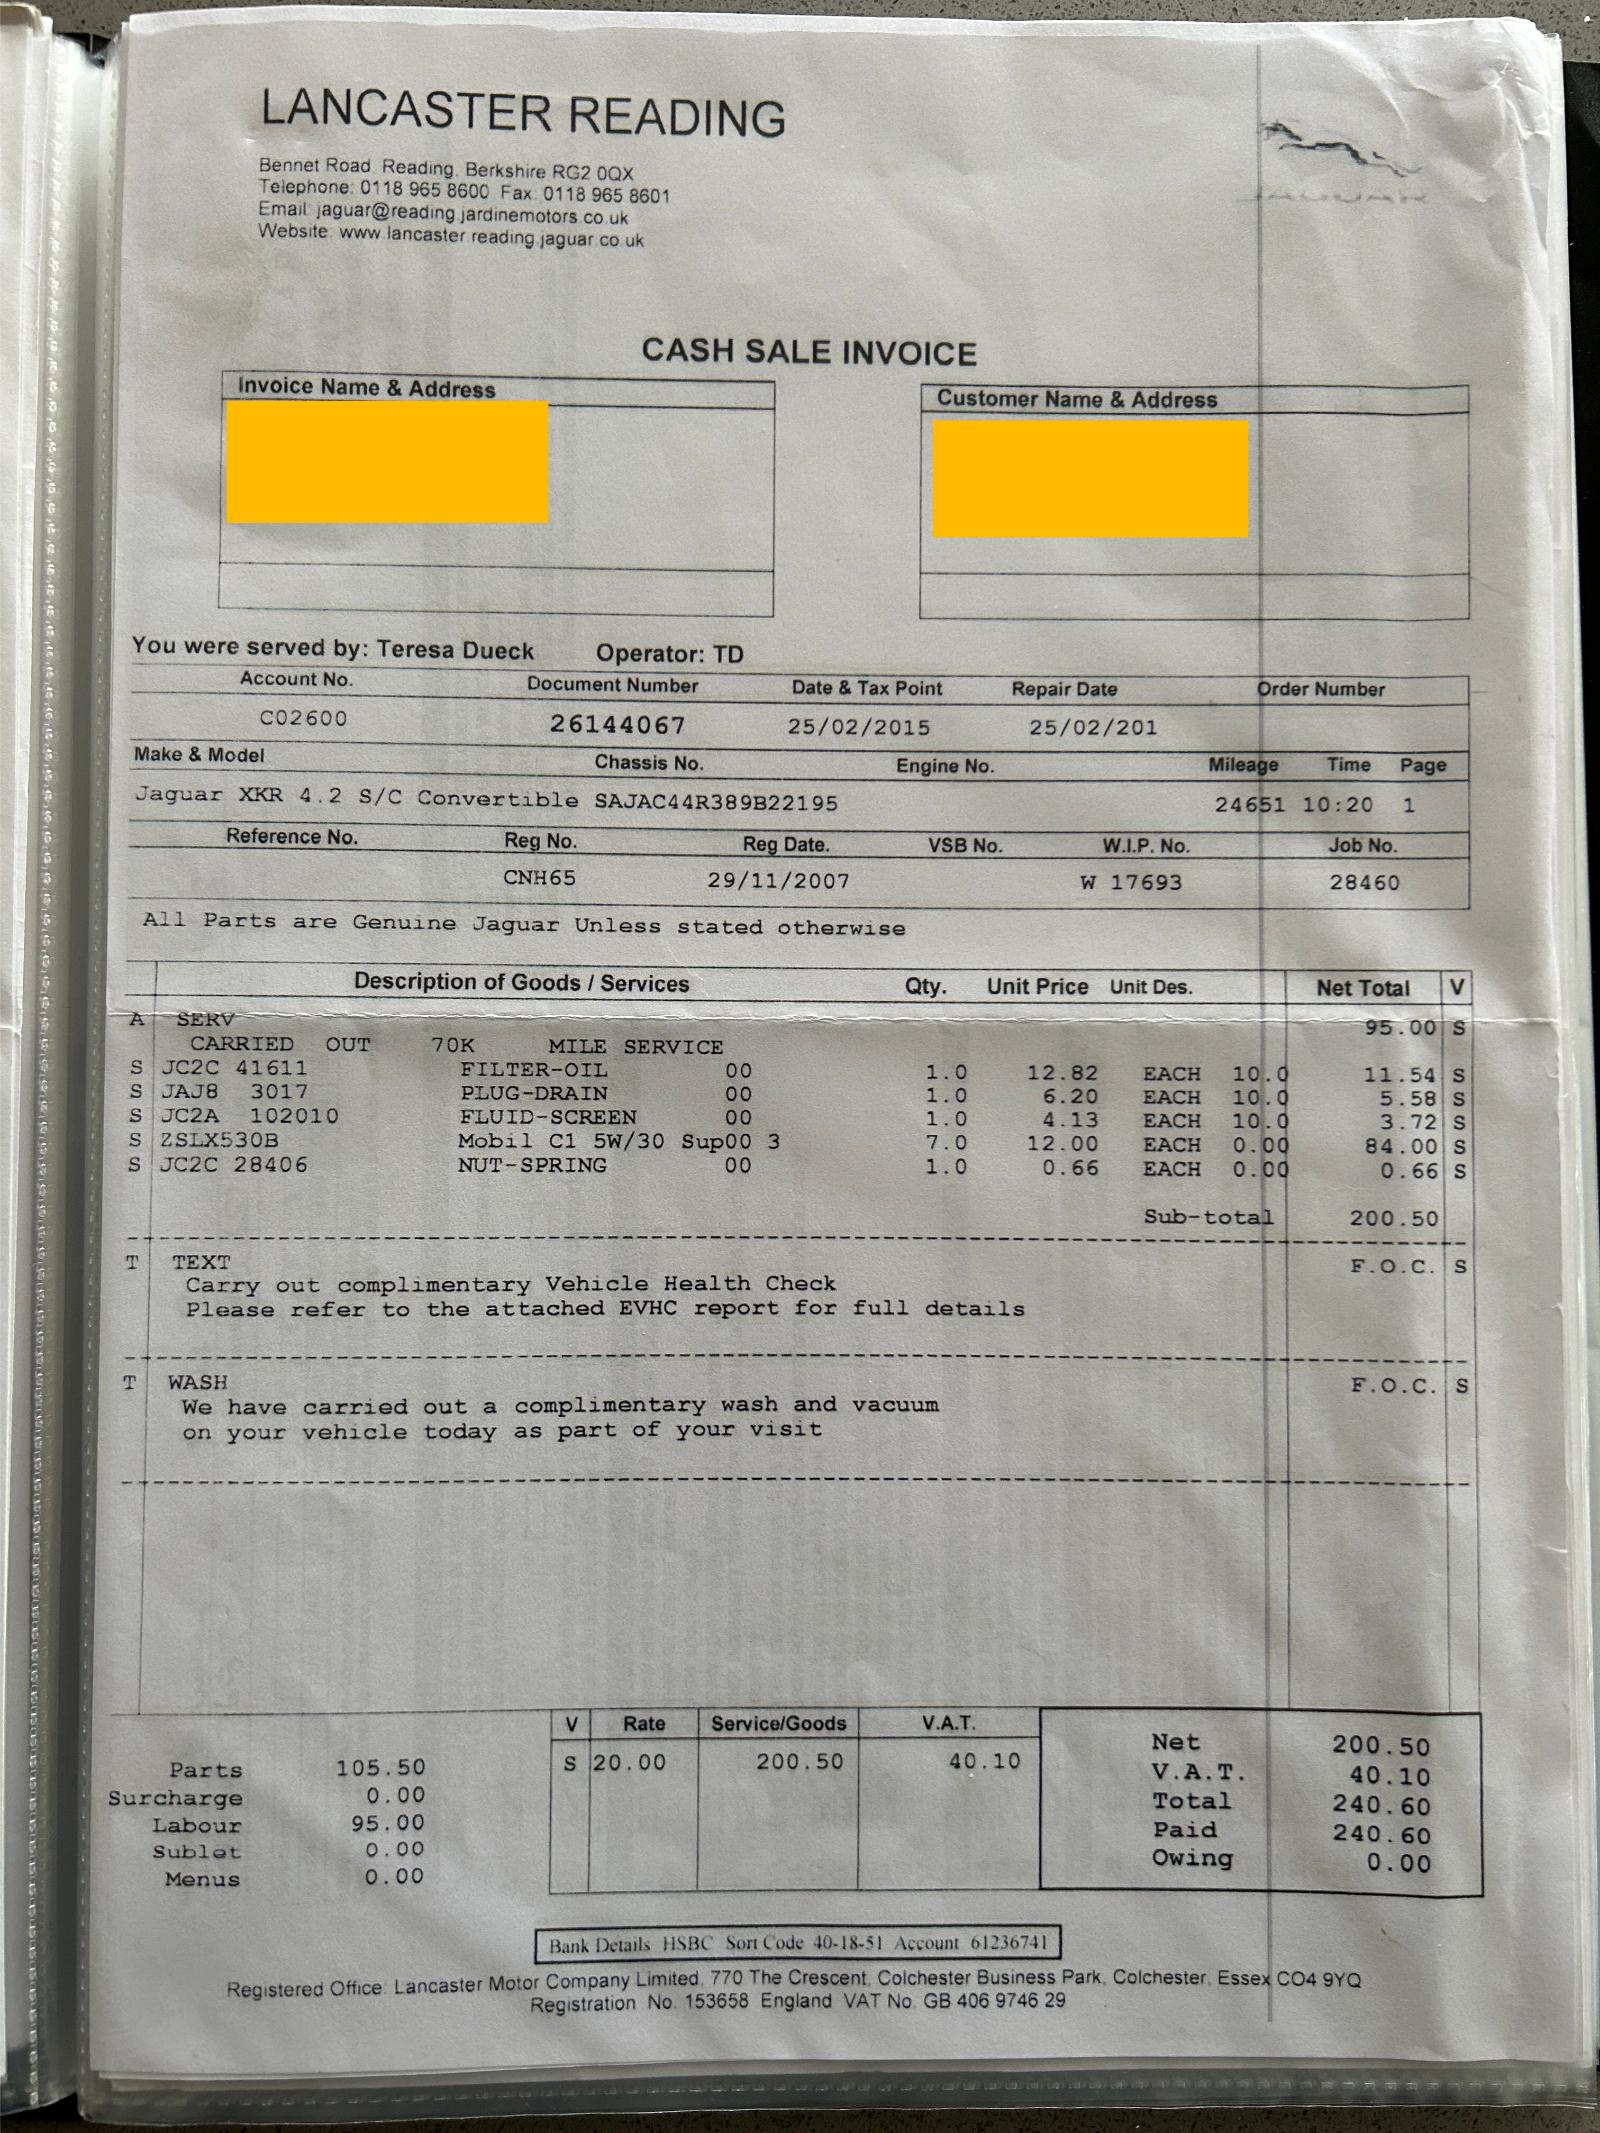 LANCASTER READING
Bennet Road, Reading, Berkshire RG2 0QX
Telephone: 0118 965 8600 Fax: 0118 965 8601
Email: jaguar@reading.jardinemotors.co.uk
Website: www.lancaster.reading.jaguar.co.uk
CASH SALE INVOICE
Invoice Name & Address
Customer Name & Address
You were served by: Teresa Dueck Operator: TD
Account No. Document Number Date & Tax Point Repair Date Order Number
C02600 26144067 25/02/2015 25/02/201
Make & Model Chassis No. Engine No. Mileage Time Page
Jaguar XKR 4.2 S/C Convertible SAJAC44R389B22195 24651 10:20 1
Reference No. Reg No. Reg Date. VSB No. W.I.P. No. Job No.
CNH65 29/11/2007 W 17693 28460
All Parts are Genuine Jaguar Unless stated otherwise
Description of Goods / Services Qty. Unit Price Unit Des. Net Total V
A SERV 95.00 S
CARRIED OUT 70K MILE SERVICE
S JC2C 41611 FILTER-OIL 00 1.0 12.82 EACH 10.0 11.54 S
S JAJ8 3017 PLUG-DRAIN 00 1.0 6.20 EACH 10.0 5.58 S
S JC2A 102010 FLUID-SCREEN 00 1.0 4.13 EACH 10.0 3.72 S
S ZSLX530B Mobil C1 5W/30 Sup00 3 7.0 12.00 EACH 0.00 84.00 S
S JC2C 28406 NUT-SPRING 00 1.0 0.66 EACH 0.00 0.66 S
Sub-total 200.50
T TEXT F.O.C. S
Carry out complimentary Vehicle Health Check
Please refer to the attached EVHC report for full details
T WASH F.O.C. S
We have carried out a complimentary wash and vacuum
on your vehicle today as part of your visit
V Rate Service/Goods V.A.T.
S 20.00 200.50 40.10
Parts 105.50
Surcharge 0.00
Labour 95.00
Sublet 0.00
Menus 0.00
Net 200.50
V.A.T. 40.10
Total 240.60
Paid 240.60
Owing 0.00
Bank Details HSBC Sort Code 40-18-51 Account 61236741
Registered Office: Lancaster Motor Company Limited, 770 The Crescent, Colchester Business Park, Colchester, Essex CO4 9YQ
Registration No. 153658 England VAT No. GB 406 9746 29